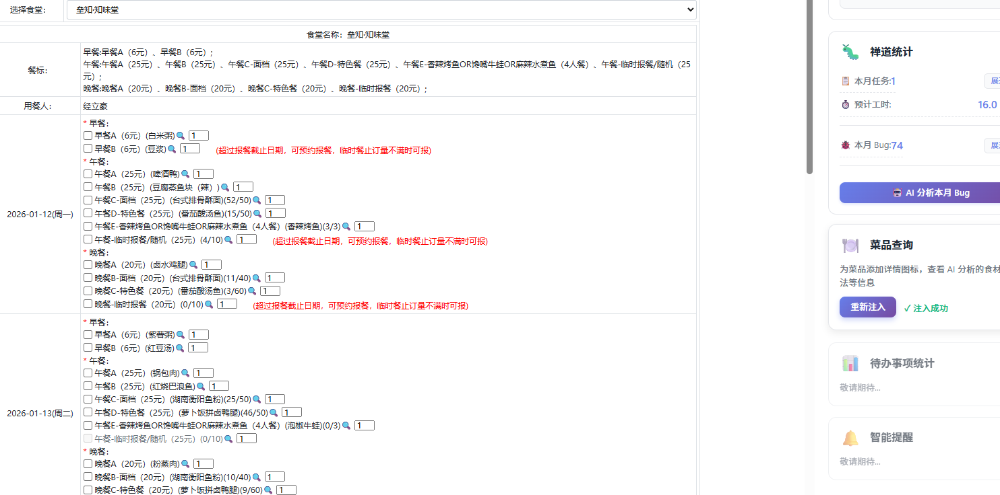 选择食堂：
垒知·知味堂
食堂名称：垒知·知味堂
餐标：
早餐:早餐A（6元）、早餐B（6元）;
午餐:午餐A（25元）、午餐B（25元）、午餐C-面档（25元）、午餐D-特色餐（25元）、午餐E-香辣烤鱼OR馋嘴牛蛙OR麻辣水煮鱼（4人餐）、午餐-临时报餐/随机（25
元）;
晚餐:晚餐A（20元）、晚餐B-面档（20元）、晚餐C-特色餐（20元）、晚餐-临时报餐（20元）;
用餐人：
经立豪
2026-01-12(周一)
* 早餐:
早餐A（6元）(白米粥) 1
早餐B（6元）(豆浆) 1 (超过报餐截止日期，可预约报餐，临时餐止订量不满时可报)
* 午餐:
午餐A（25元）(啤酒鸭) 1
午餐B（25元）(豆腐蒸鱼块（辣）) 1
午餐C-面档（25元）(台式排骨酥面)(52/50) 1
午餐D-特色餐（25元）(番茄酸汤鱼)(15/50) 1
午餐E-香辣烤鱼OR馋嘴牛蛙OR麻辣水煮鱼（4人餐）(香辣烤鱼)(3/3) 1
午餐-临时报餐/随机（25元）(4/10) 1 (超过报餐截止日期，可预约报餐，临时餐止订量不满时可报)
* 晚餐:
晚餐A（20元）(卤水鸡腿) 1
晚餐B-面档（20元）(台式排骨酥面)(11/40) 1
晚餐C-特色餐（20元）(番茄酸汤鱼)(3/60) 1
晚餐-临时报餐（20元）(0/10) 1 (超过报餐截止日期，可预约报餐，临时餐止订量不满时可报)
2026-01-13(周二)
* 早餐:
早餐A（6元）(紫薯粥) 1
早餐B（6元）(红豆汤) 1
* 午餐:
午餐A（25元）(锅包肉) 1
午餐B（25元）(红烧巴浪鱼) 1
午餐C-面档（25元）(湖南衡阳鱼粉)(25/50) 1
午餐D-特色餐（25元）(萝卜饭拼卤鸭腿)(46/50) 1
午餐E-香辣烤鱼OR馋嘴牛蛙OR麻辣水煮鱼（4人餐）(泡椒牛蛙)(0/3) 1
午餐-临时报餐/随机（25元）(0/10) 1
* 晚餐:
晚餐A（20元）(粉蒸肉) 1
晚餐B-面档（20元）(湖南衡阳鱼粉)(10/40) 1
晚餐C-特色餐（20元）(萝卜饭拼卤鸭腿)(9/60) 1
禅道统计
本月任务:1
预计工时: 16.0
本月 Bug:74
AI 分析本月 Bug
菜品查询
为菜品添加详情图标，查看 AI 分析的食材
法等信息
重新注入 ✓ 注入成功
待办事项统计
敬请期待...
智能提醒
敬请期待...